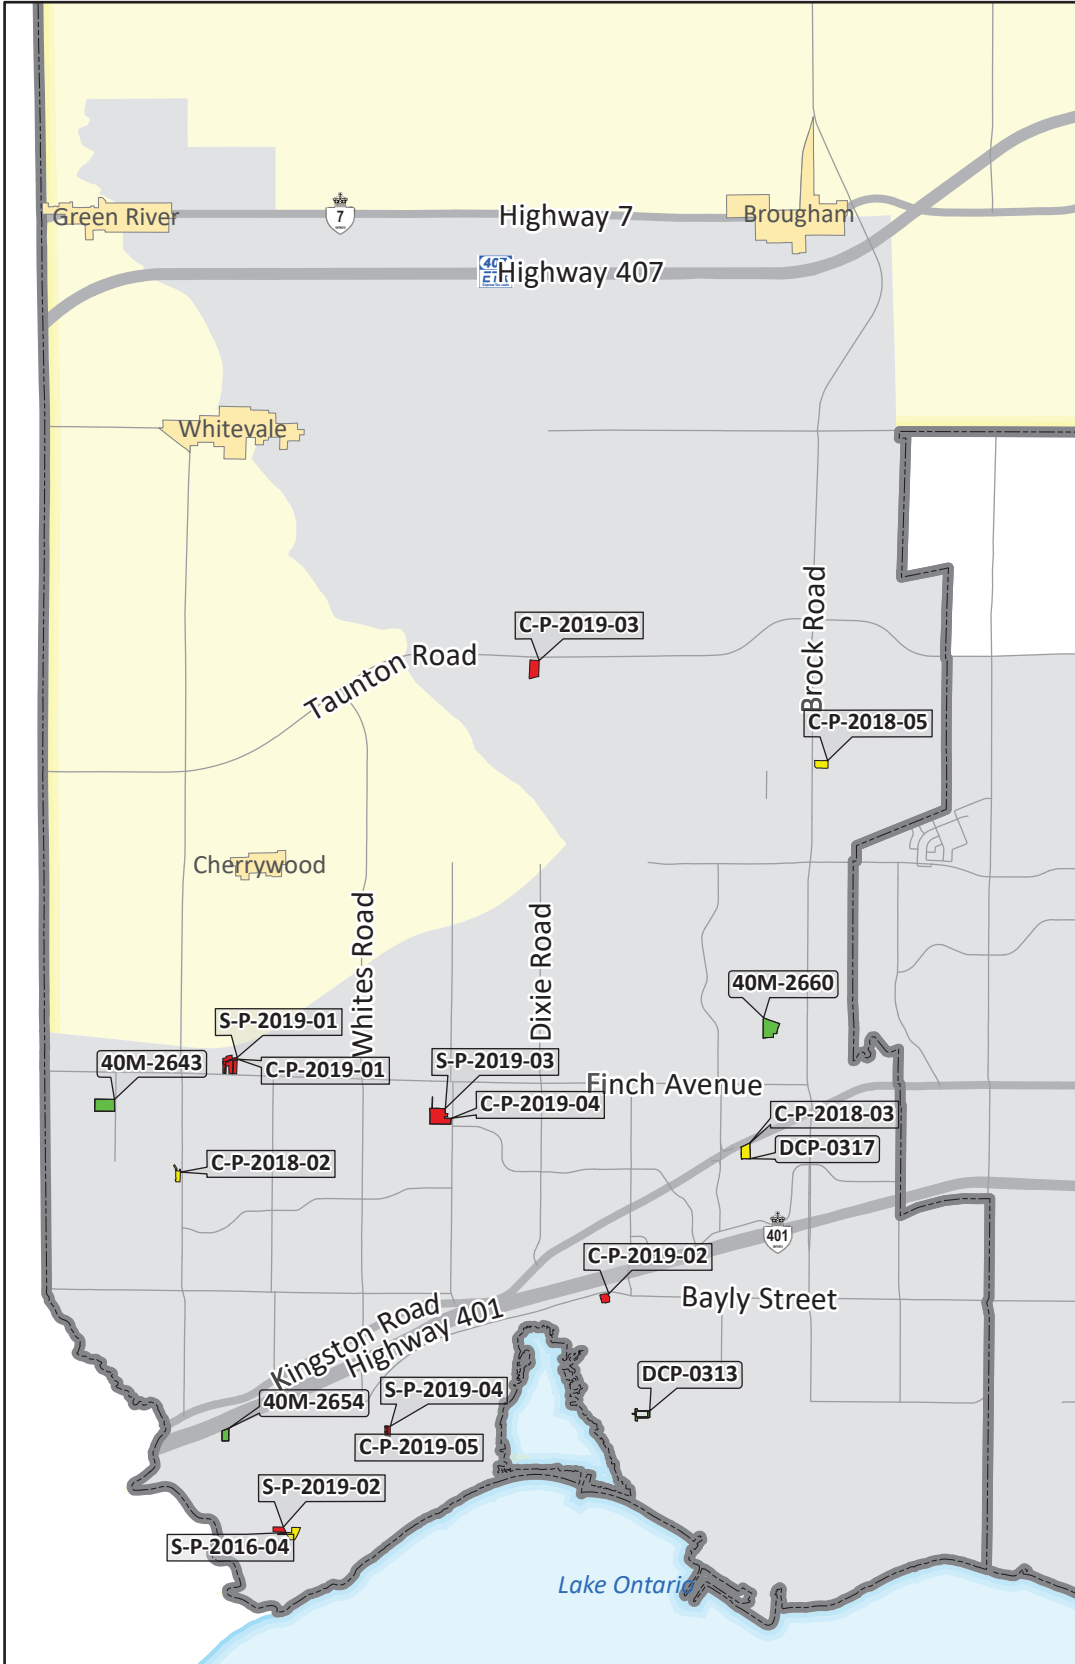 Green River
7
Highway 7
Brougham
407
ETR
Highway 407
Whitevale
C-P-2019-03
Taunton Road
Brock Road
C-P-2018-05
Cherrywood
Whites Road
Dixie Road
40M-2660
S-P-2019-01
40M-2643
C-P-2019-01
S-P-2019-03
Finch Avenue
C-P-2019-04
C-P-2018-03
DCP-0317
C-P-2018-02
401
C-P-2019-02
Bayly Street
Kingston Road
Highway 401
DCP-0313
S-P-2019-04
40M-2654
C-P-2019-05
S-P-2019-02
S-P-2016-04
Lake Ontario